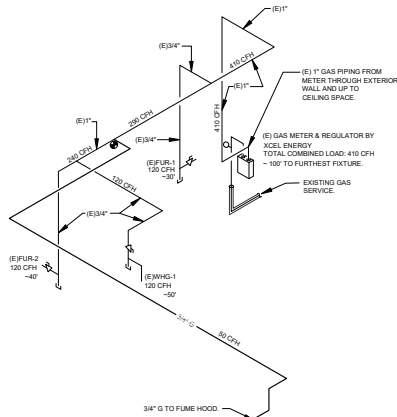 (E)1"
(E)3/4"
410 CFH
(E)1"
(E) 1" GAS PIPING FROM
METER THROUGH EXTERIOR
WALL AND UP TO
CEILING SPACE.
290 CFH
(E)1"
(E)3/4"
410 CFH
(E) GAS METER & REGULATOR BY
XCEL ENERGY
TOTAL COMBINED LOAD: 410 CFH
~ 100' TO FURTHEST FIXTURE.
240 CFH
(E)FUR-1
120 CFH
~30'
120 CFH
EXISTING GAS
SERVICE.
(E)3/4"
(E)FUR-2
120 CFH
~40'
(E)WHG-1
120 CFH
~50'
3/4" G
50 CFH
3/4" G TO FUME HOOD.